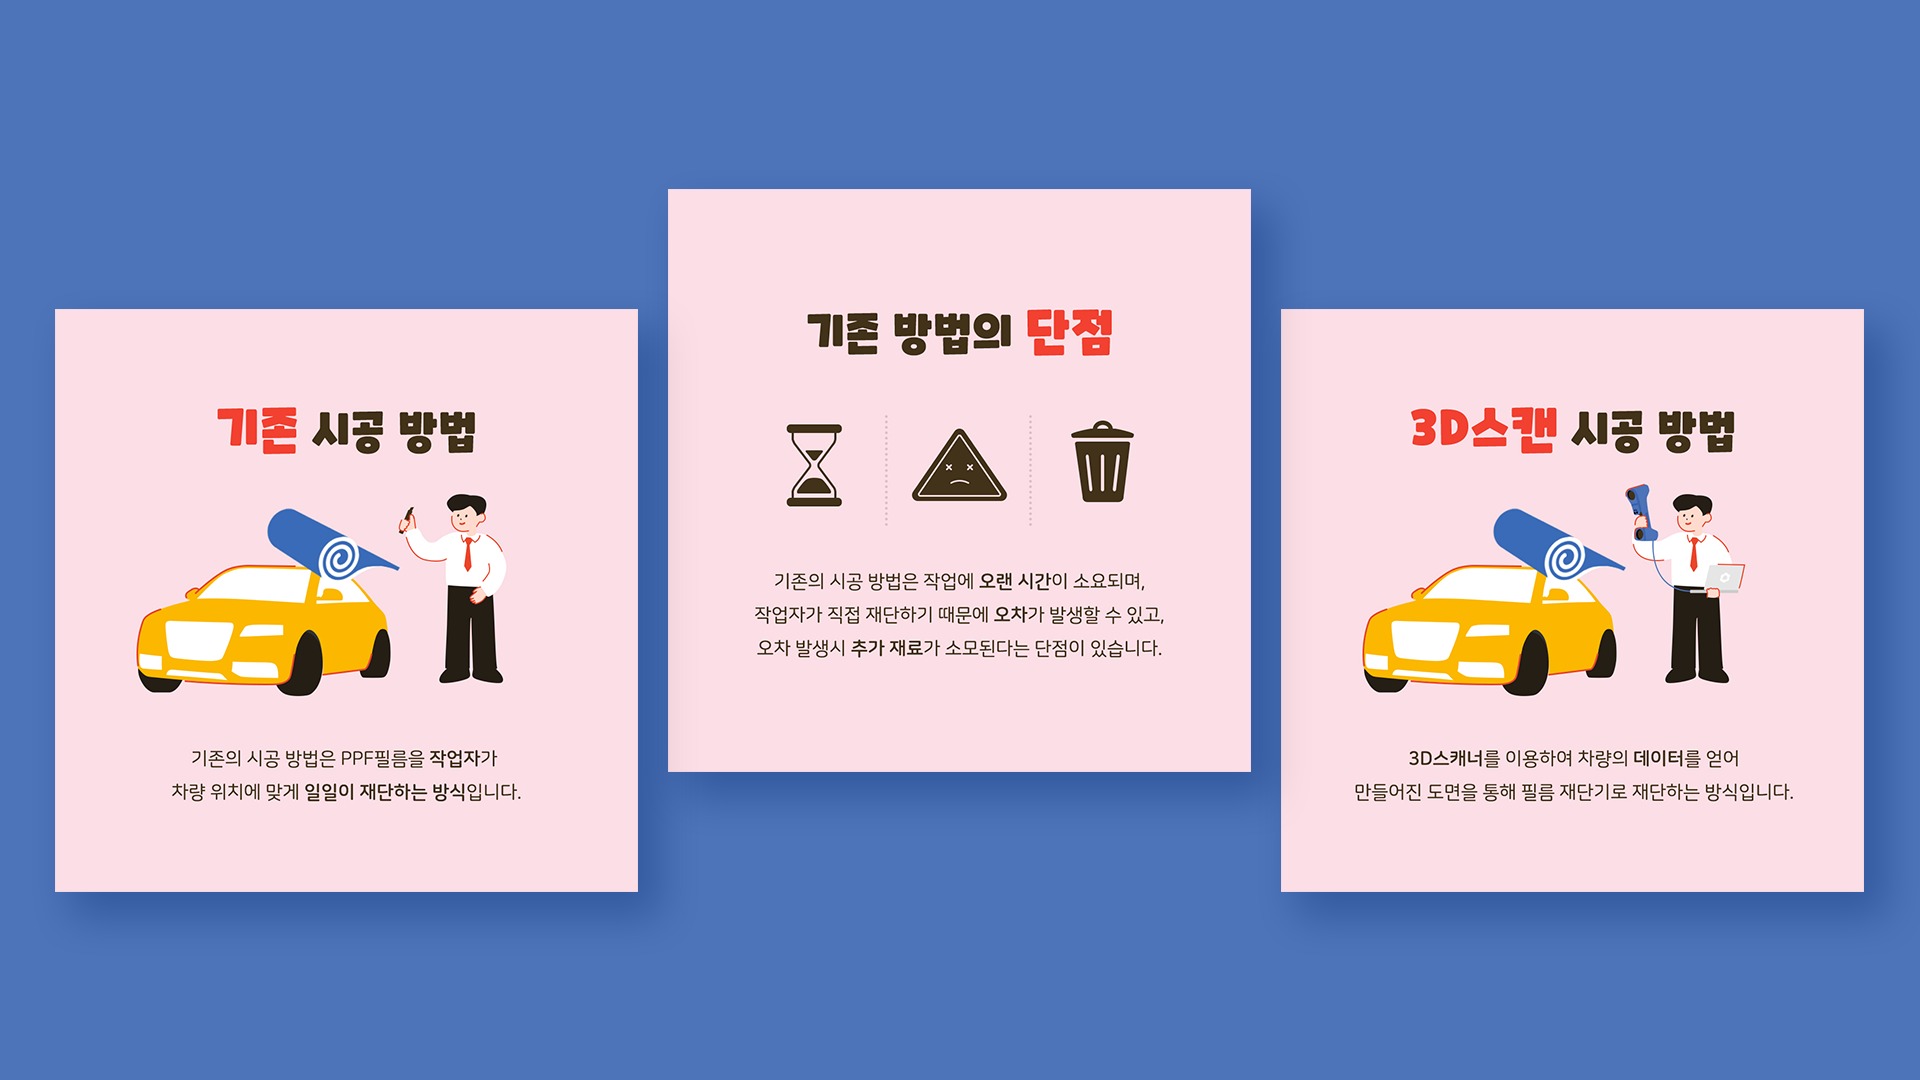 기존 시공 방법
기존의 시공 방법은 PPF필름을 작업자가
차량 위치에 맞게 일일이 재단하는 방식입니다.
기존 방법의 단점
기존의 시공 방법은 작업에 오랜 시간이 소요되며,
작업자가 직접 재단하기 때문에 오차가 발생할 수 있고,
오차 발생시 추가 재료가 소모된다는 단점이 있습니다.
3D스캔 시공 방법
3D스캐너를 이용하여 차량의 데이터를 얻어
만들어진 도면을 통해 필름 재단기로 재단하는 방식입니다.